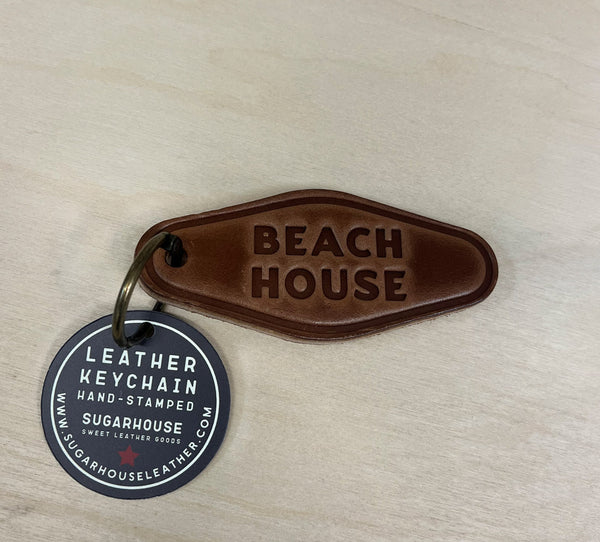 BEACH
HOUSE
LEATHER
KEYCHAIN
HAND-STAMPED
SUGARHOUSE
SWEET LEATHER GOODS
WWW.SUGARHOUSELEATHER.COM